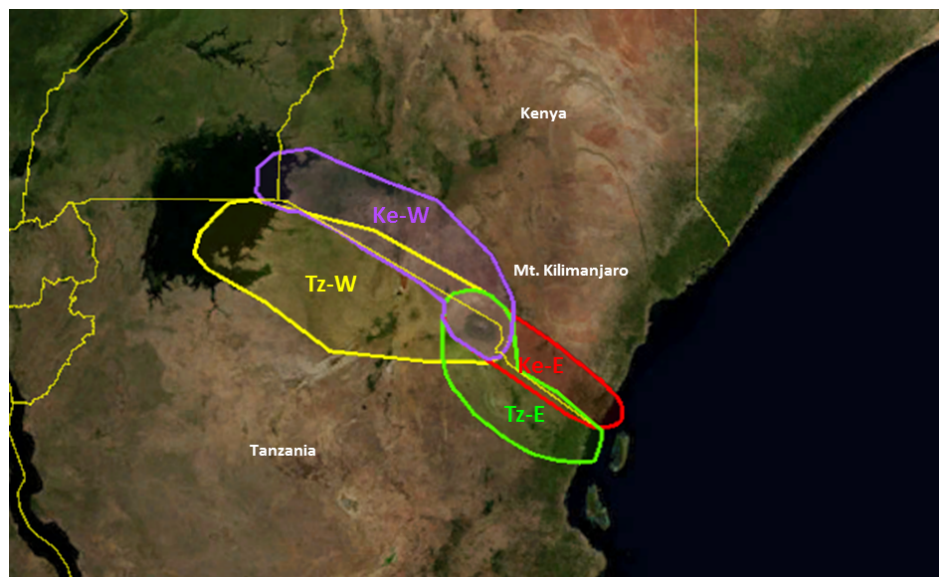 Kenya
Ke-W
Mt. Kilimanjaro
Tz-W
Ke-E
Tz-E
Tanzania